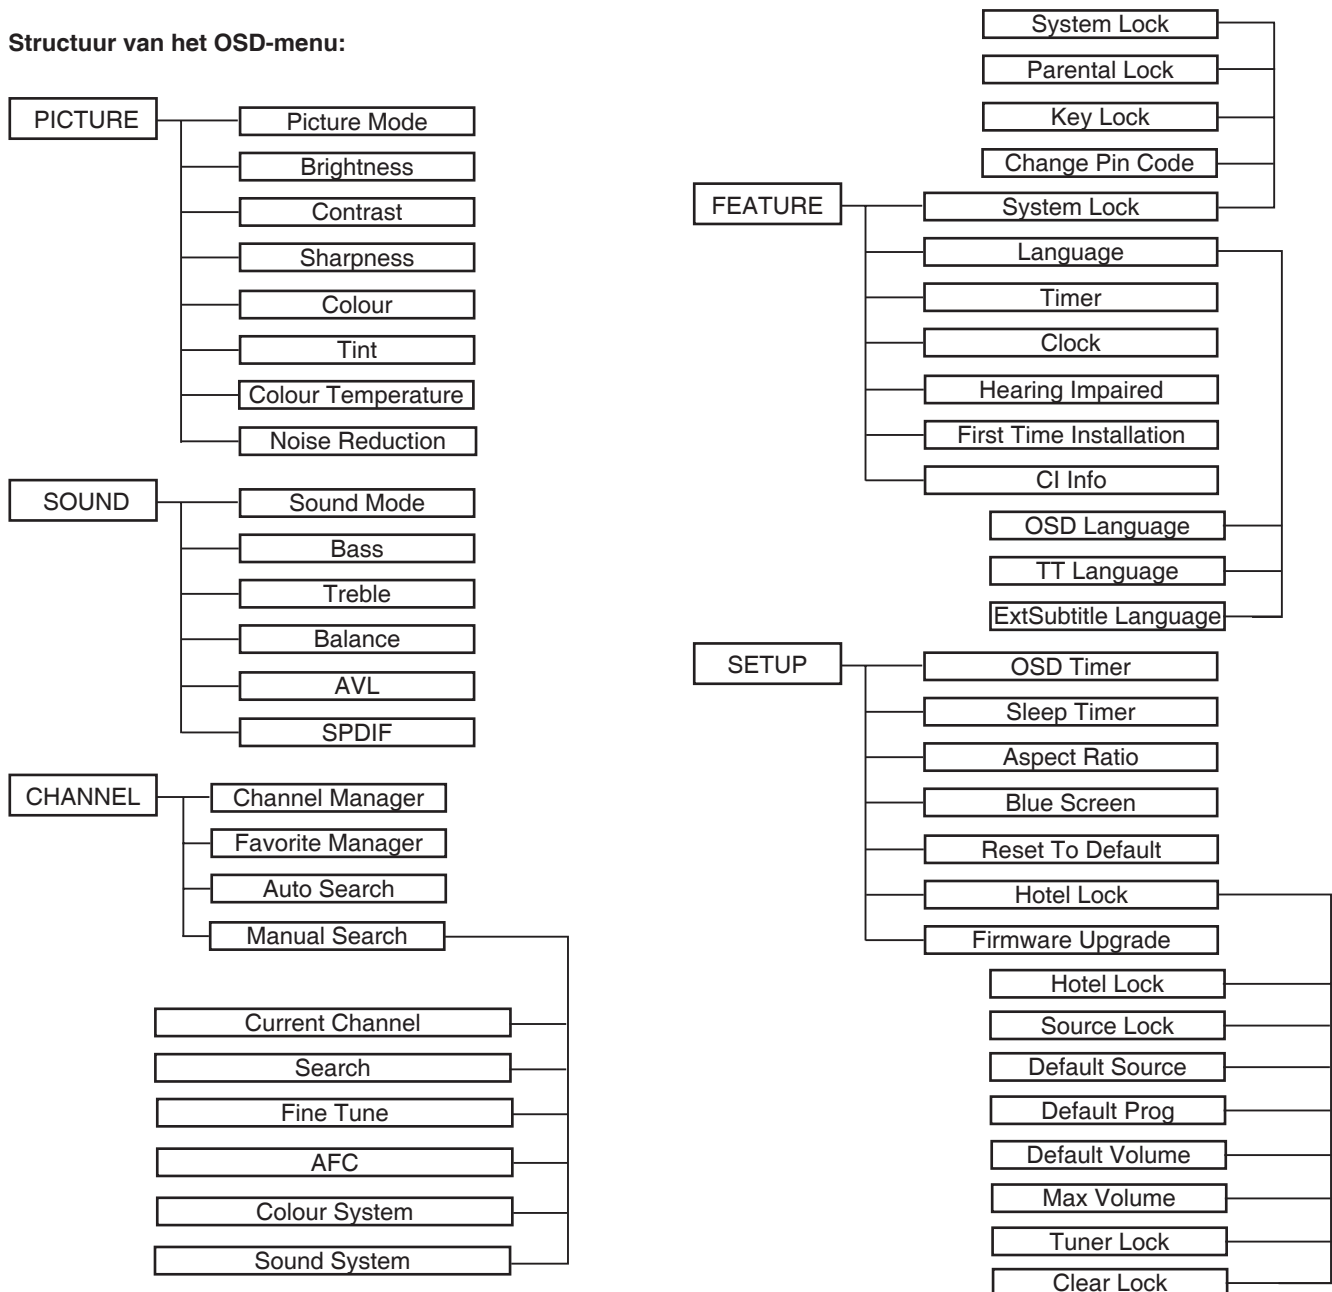 Structuur van het OSD-menu:
PICTURE
Picture Mode
Brightness
Contrast
Sharpness
Colour
Tint
Colour Temperature
Noise Reduction
SOUND
Sound Mode
Bass
Treble
Balance
AVL
SPDIF
CHANNEL
Channel Manager
Favorite Manager
Auto Search
Manual Search
Current Channel
Search
Fine Tune
AFC
Colour System
Sound System
System Lock
Parental Lock
Key Lock
Change Pin Code
FEATURE
System Lock
Language
Timer
Clock
Hearing Impaired
First Time Installation
CI Info
OSD Language
TT Language
ExtSubtitle Language
SETUP
OSD Timer
Sleep Timer
Aspect Ratio
Blue Screen
Reset To Default
Hotel Lock
Firmware Upgrade
Hotel Lock
Source Lock
Default Source
Default Prog
Default Volume
Max Volume
Tuner Lock
Clear Lock